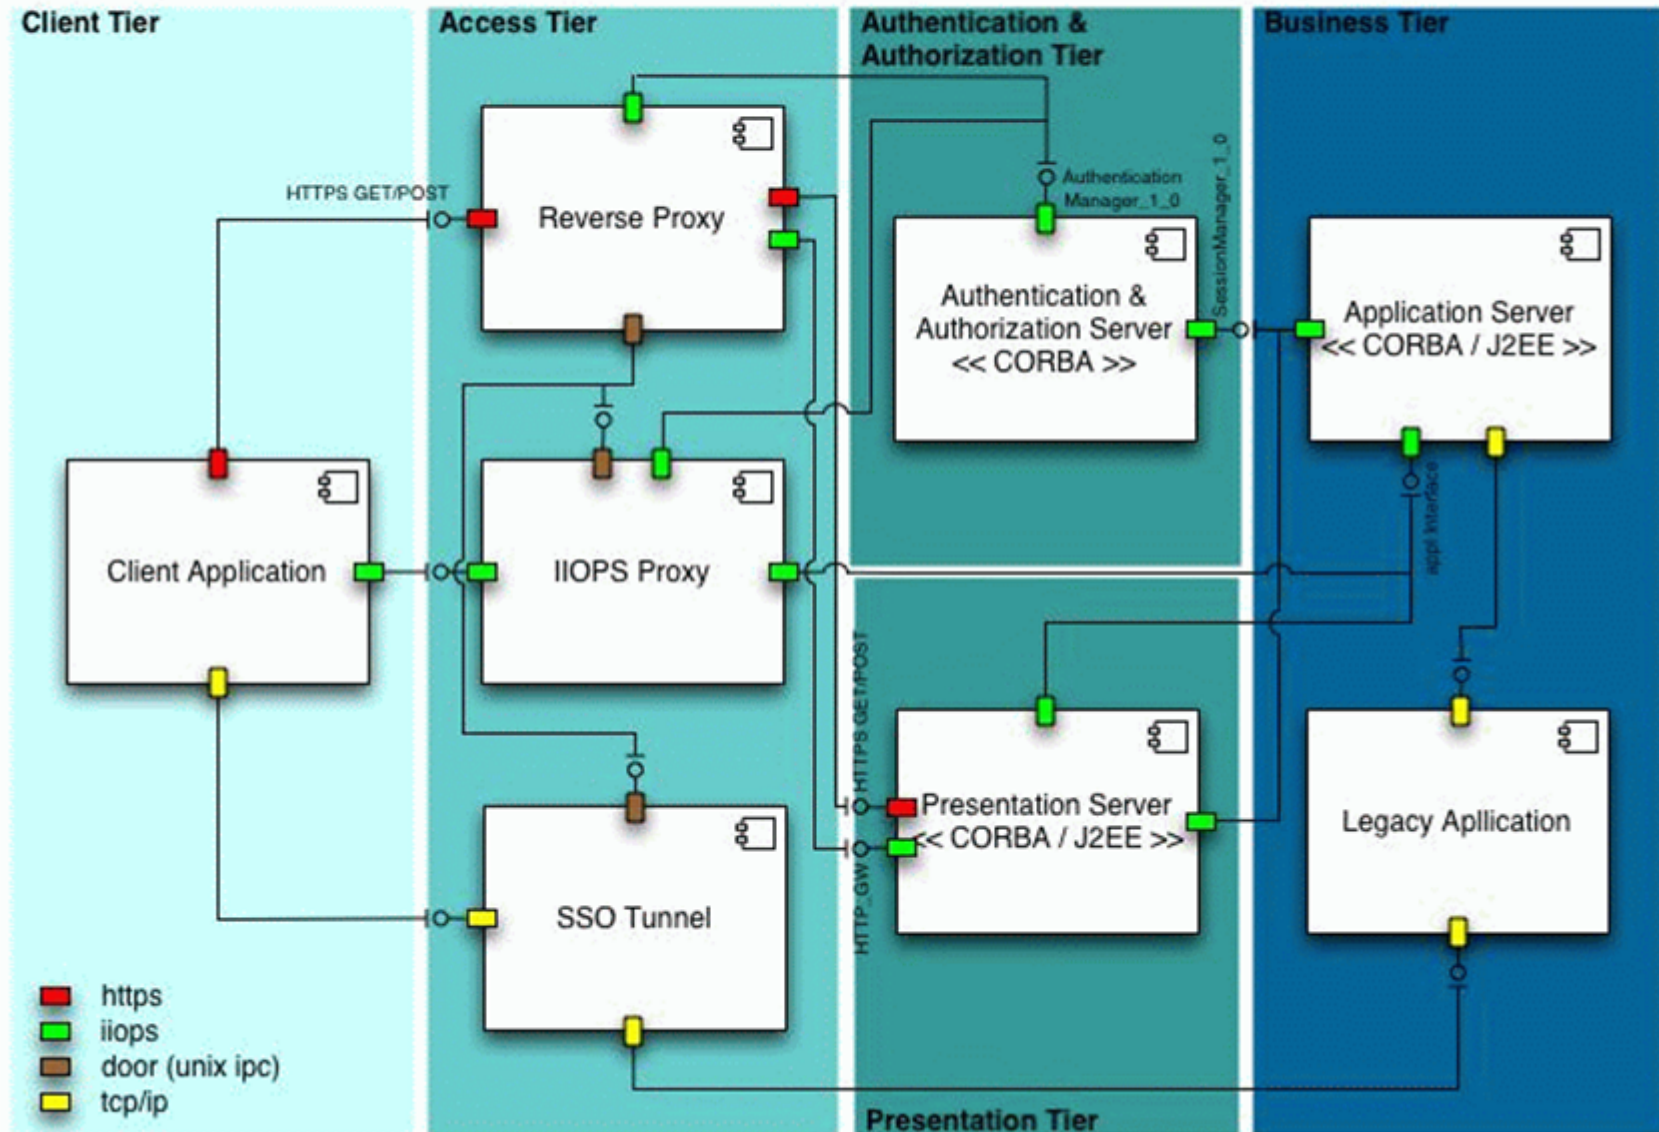 Client Tier
Access Tier
Authentication &
Authorization Tier
Business Tier
HTTPS GET/POST
Reverse Proxy
Authentication
Manager_1_0
SessionManager_1_0
Authentication &
Authorization Server
<< CORBA >>
Application Server
<< CORBA / J2EE >>
appl Interface
Client Application
IIOPS Proxy
HTTPS GET/POST
HTTP_GW
Presentation Server
<< CORBA / J2EE >>
Legacy Apllication
SSO Tunnel
https
iiops
door (unix ipc)
tcp/ip
Presentation Tier